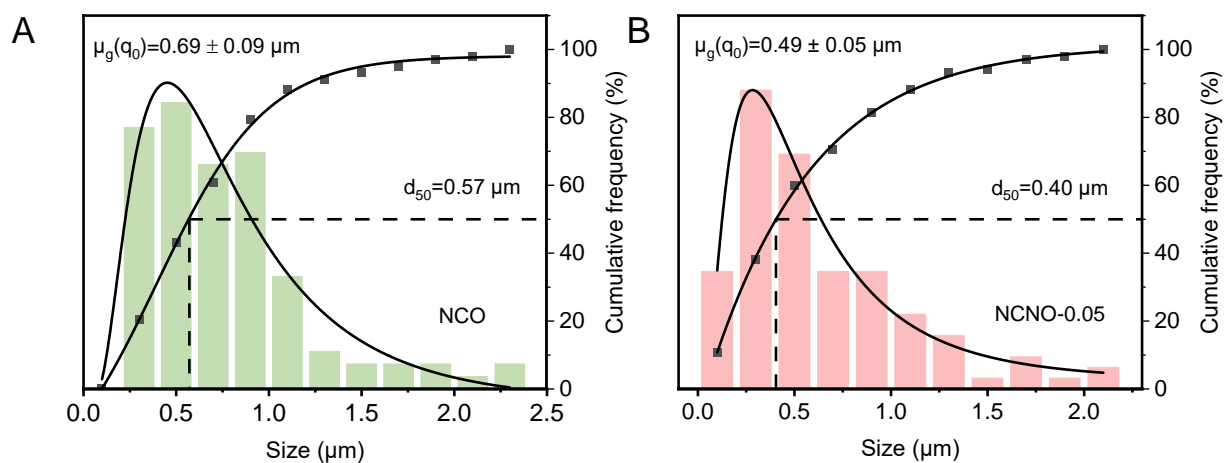 A
μg(q0)=0.69 ± 0.09 μm
d50=0.57 μm
NCO
100
80
60
40
20
0
Cumulative frequency (%)
0.0 0.5 1.0 1.5 2.0 2.5
Size (μm)
B
μg(q0)=0.49 ± 0.05 μm
d50=0.40 μm
NCNO-0.05
100
80
60
40
20
0
Cumulative frequency (%)
0.0 0.5 1.0 1.5 2.0
Size (μm)